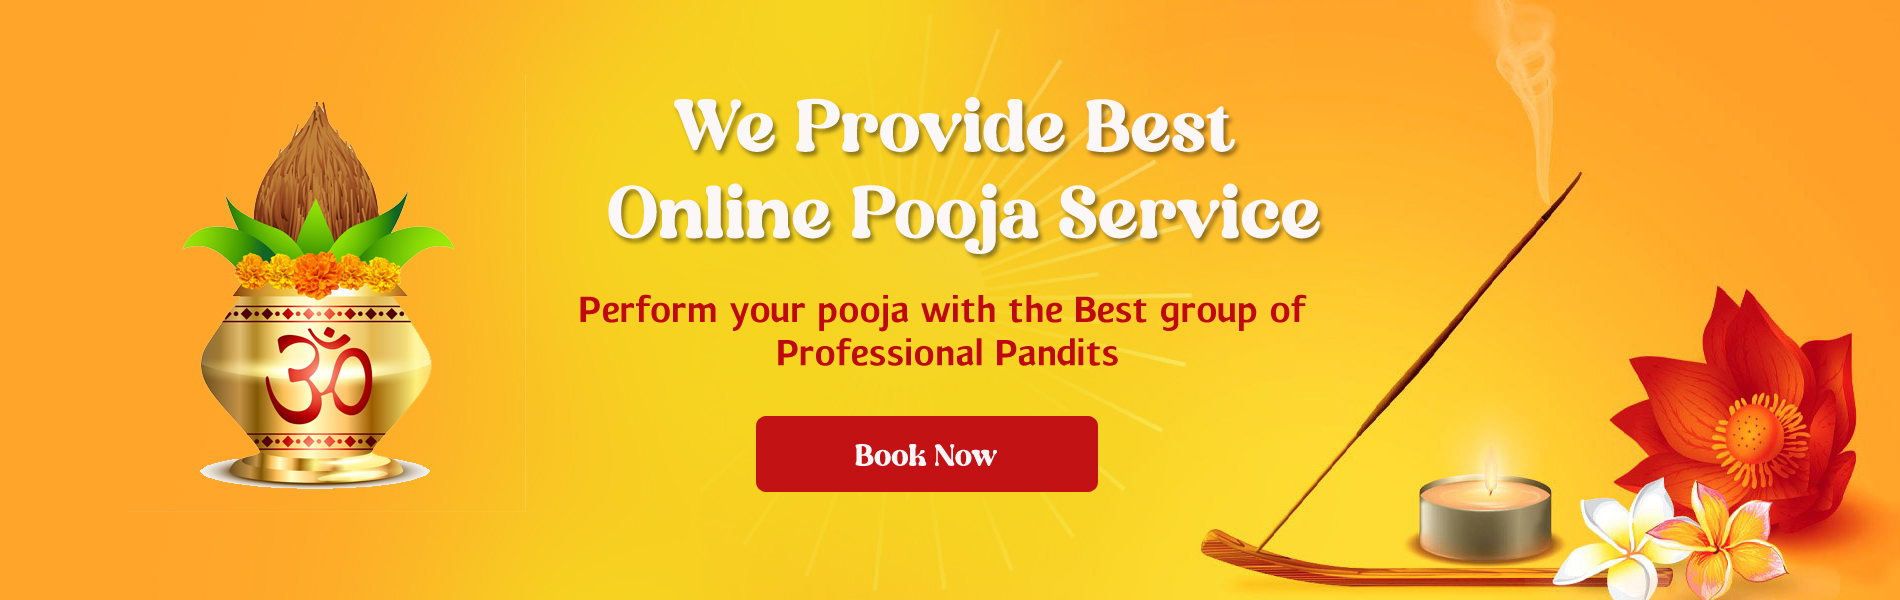 We Provide Best
Online Pooja Service
Perform your pooja with the Best group of
Professional Pandits
Book Now
ॐ